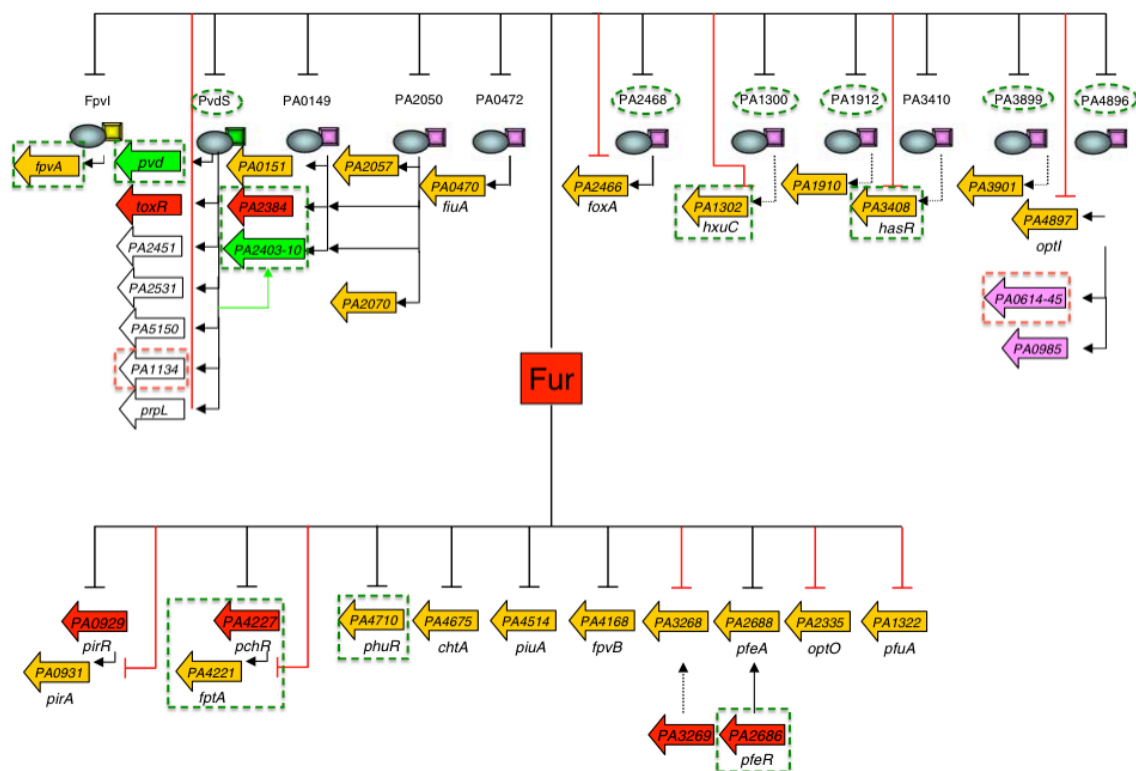 FpvI PvdS PA0149 PA2050 PA0472 PA2468 PA1300 PA1912 PA3410 PA3899 PA4896
fpvA pvd PA0151 PA2057 PA0470 PA2466 PA1302 PA1910 PA3408 PA3901 PA4897
fiuA foxA hxuC hasR optI
toxR PA2384
PA2451 PA2403-10
PA2531 PA2070 PA0614-45
PA5150 PA0985
PA1134
prpL
Fur
PA0929 PA4227 PA4710 PA4675 PA4514 PA4168 PA3268 PA2688 PA2335 PA1322
pirR pchR phuR chtA piuA fpvB pfeA optO pfuA
PA0931 PA4221
pirA fptA
PA3269 PA2686
pfeR